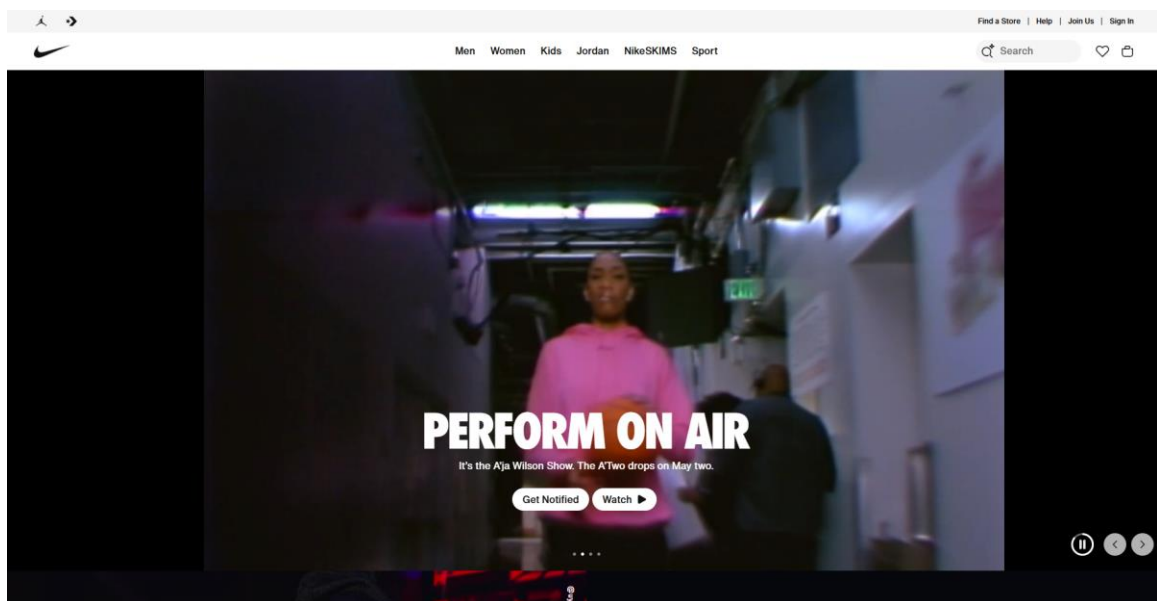 Find a Store | Help | Join Us | Sign In
Men Women Kids Jordan NikeSKIMS Sport
Search
EXIT
PERFORM ON AIR
It's the A'ja Wilson Show. The A'Two drops on May two.
Get Notified Watch